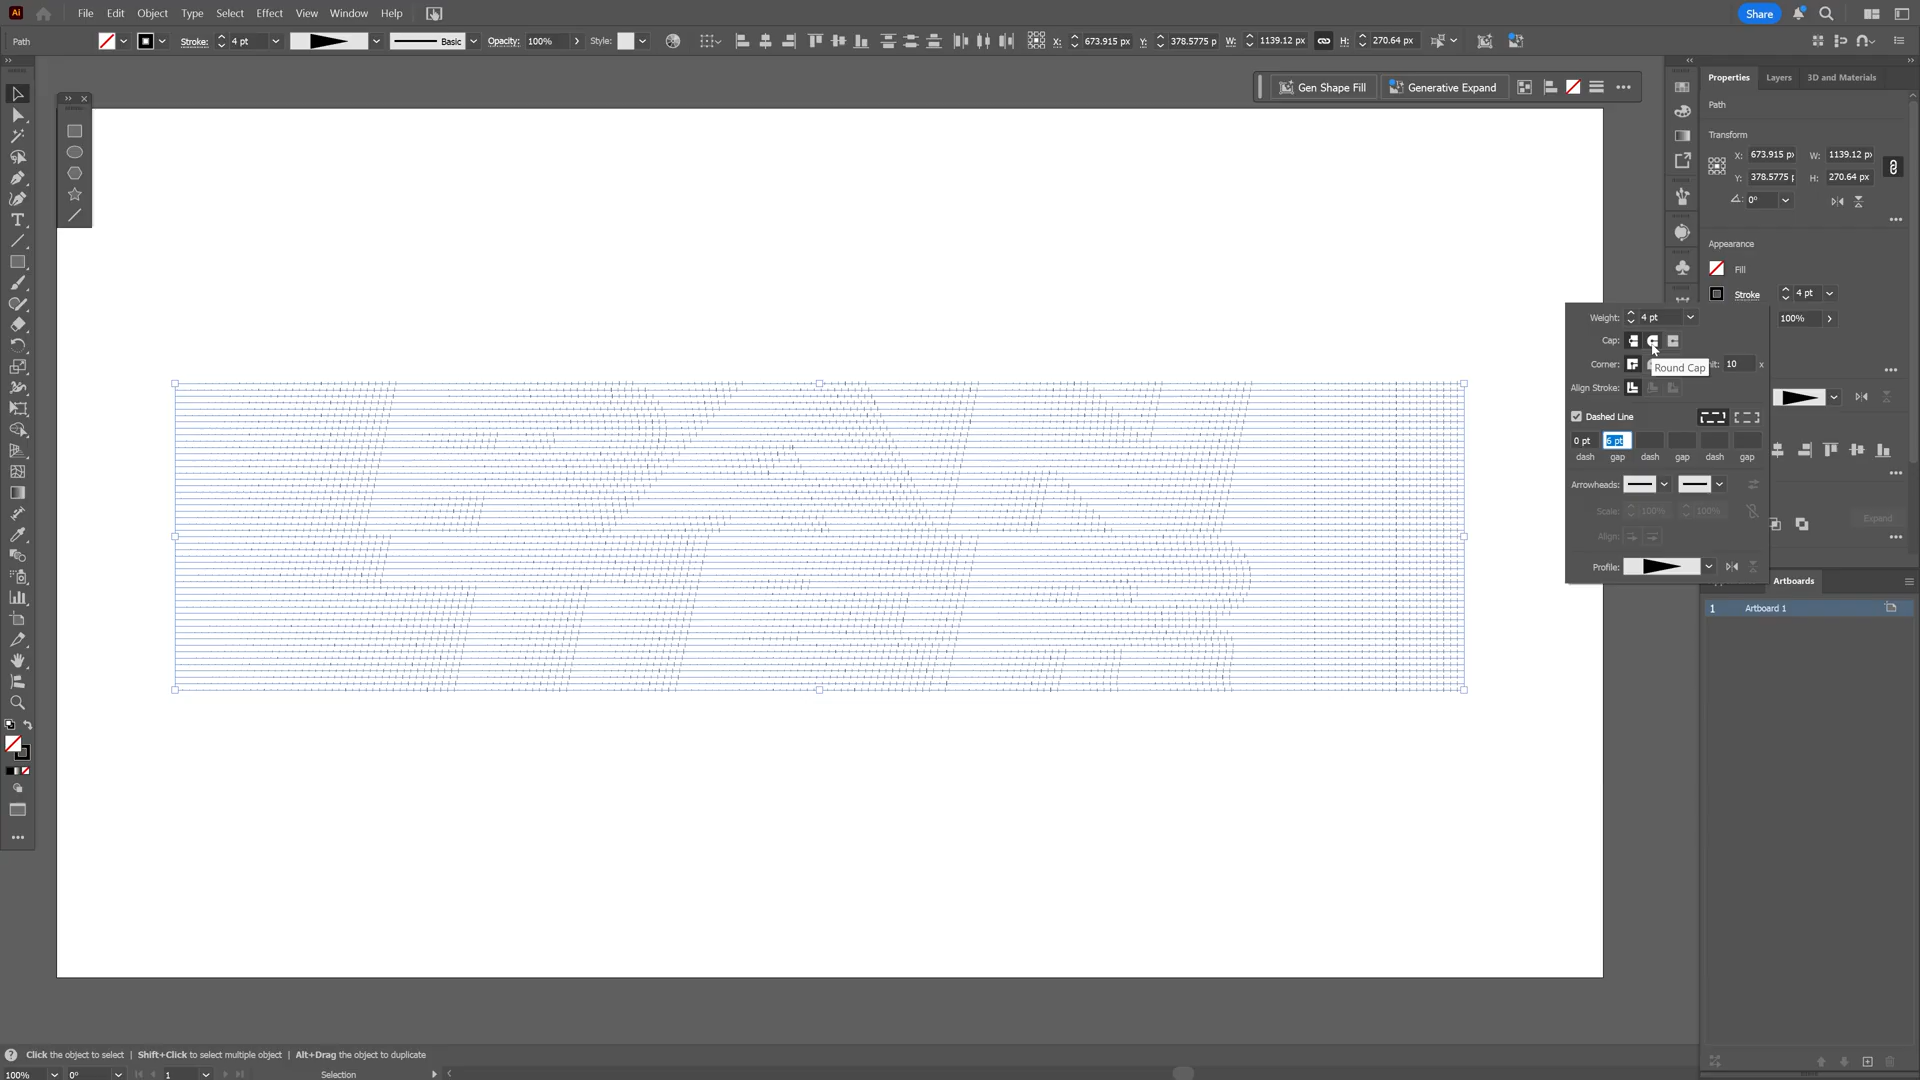 Ai File Edit Object Type Select Effect View Window Help Share
Path Stroke: 4 pt Basic Opacity: 100% Style: X: 673.915 px Y: 378.5775 p W: 1139.12 px H: 270.64 px
Gen Shape Fill Generative Expand
Properties Layers 3D and Materials
Path
Transform
X: 673.915 px W: 1139.12 px
Y: 378.5775 p H: 270.64 px
0°
Appearance
Fill
Stroke 4 pt
100%
Weight: 4 pt
Cap:
Corner: it: 10 x
Round Cap
Align Stroke:
Dashed Line
0 pt 6 pt
dash gap dash gap dash gap
Arrowheads:
Scale: 100% 100%
Align:
Expand
Profile:
Artboards
1 Artboard 1
? Click the object to select Shift+Click to select multiple object Alt+Drag the object to duplicate
100% 0° 1 Selection